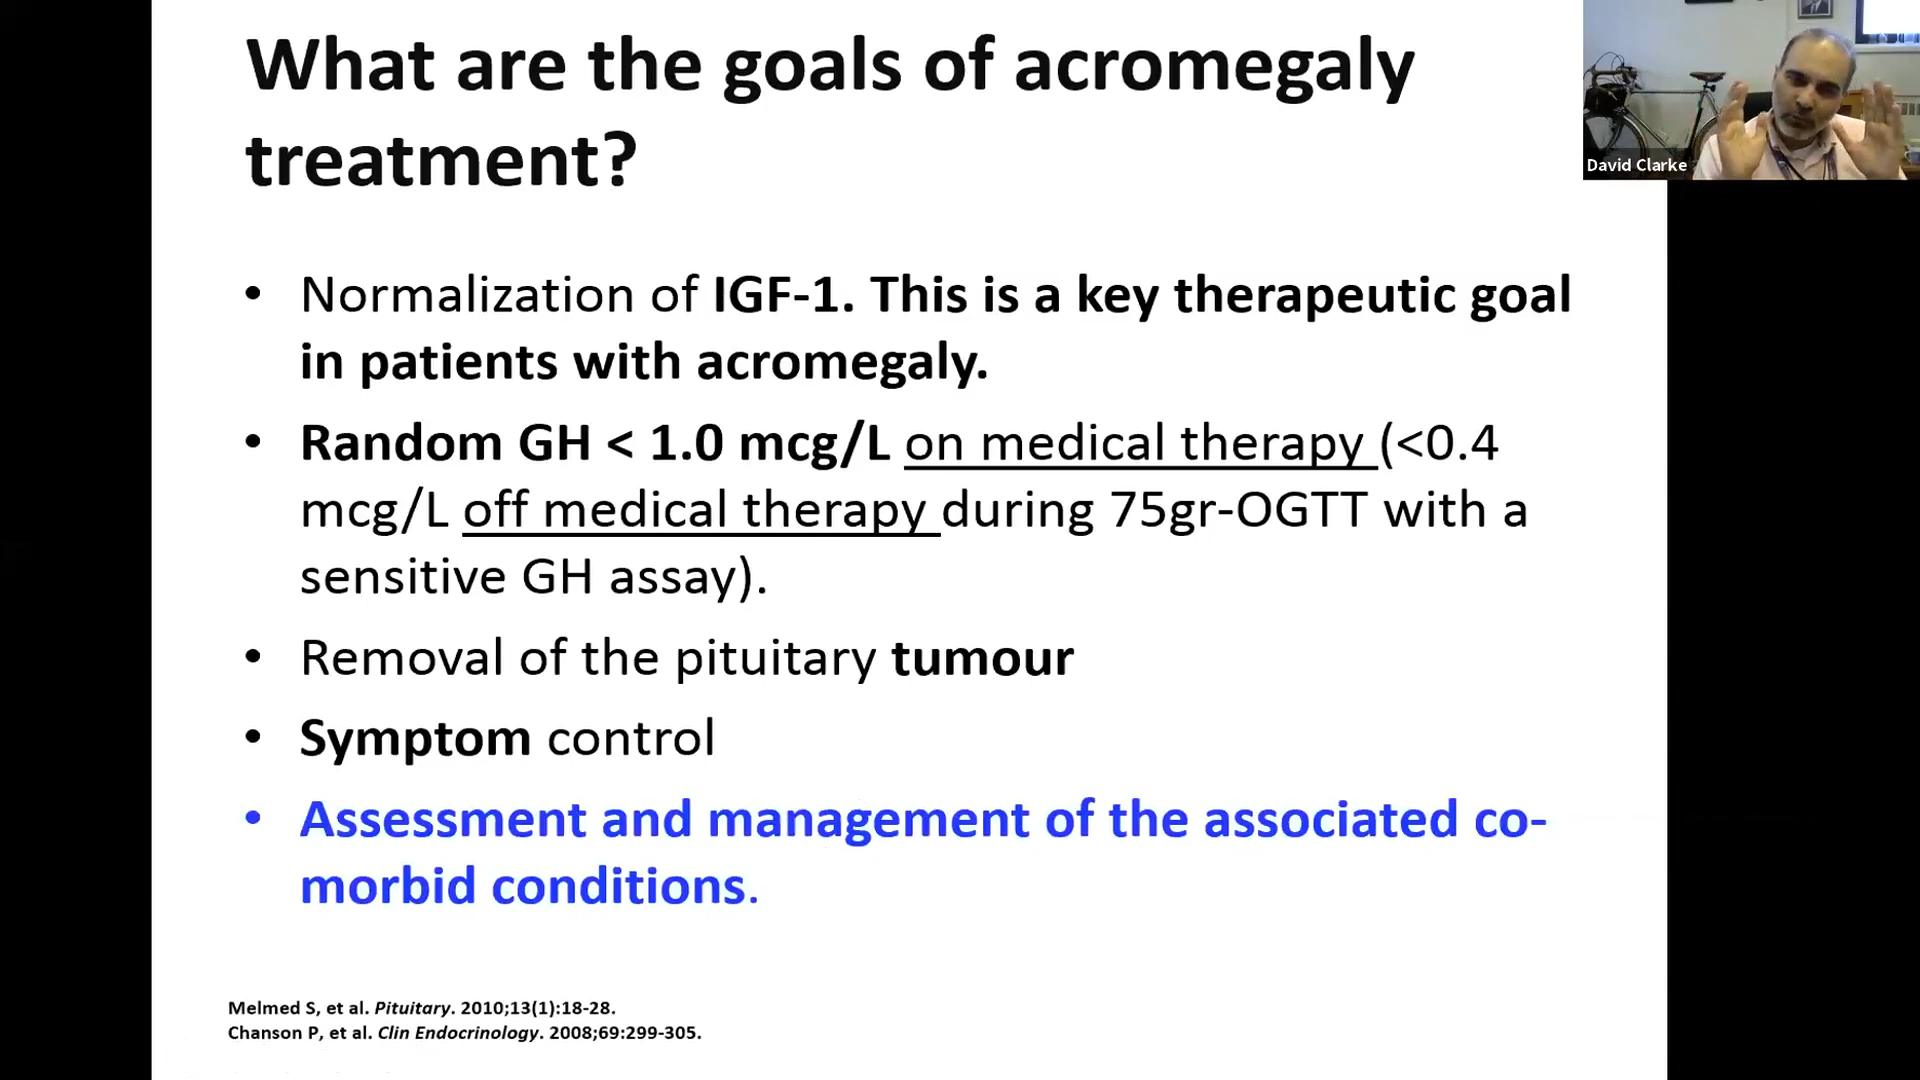 What are the goals of acromegaly
treatment?
David Clarke
• Normalization of IGF-1. This is a key therapeutic goal
in patients with acromegaly.
• Random GH < 1.0 mcg/L on medical therapy (<0.4
mcg/L off medical therapy during 75gr-OGTT with a
sensitive GH assay).
• Removal of the pituitary tumour
• Symptom control
• Assessment and management of the associated co-
morbid conditions.
Melmed S, et al. Pituitary. 2010;13(1):18-28.
Chanson P, et al. Clin Endocrinology. 2008;69:299-305.